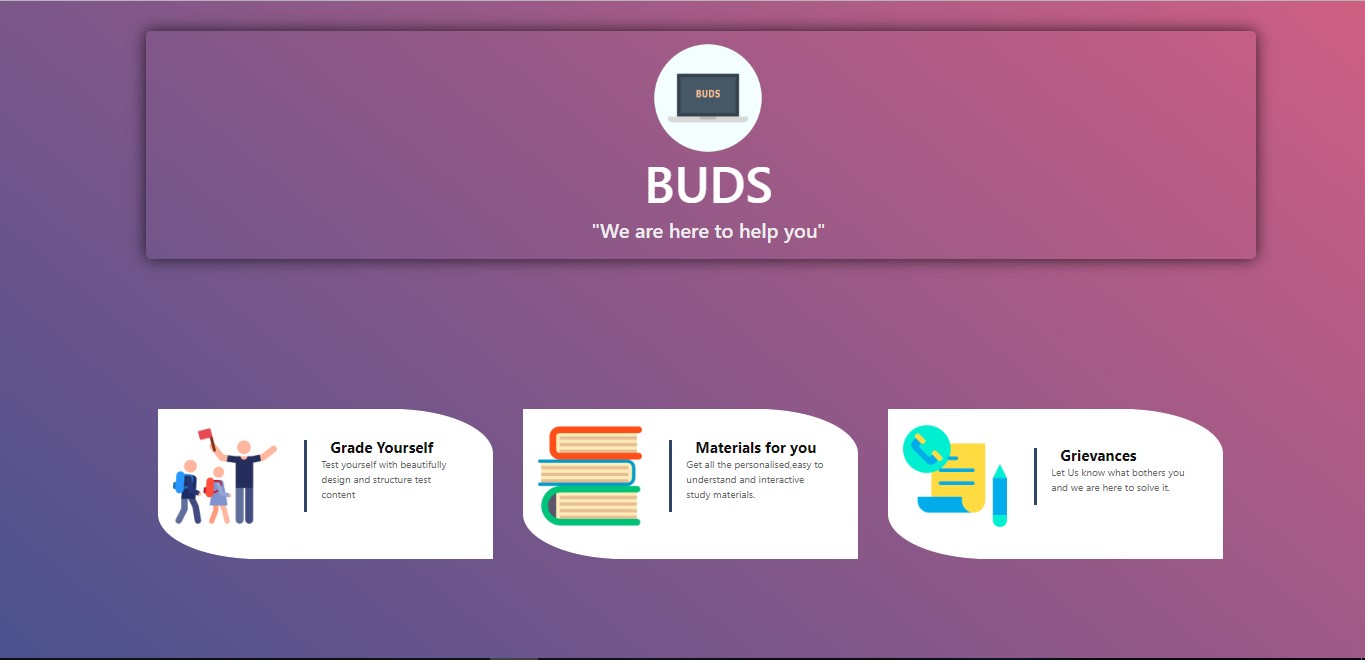 BUDS
BUDS
"We are here to help you"
Grade Yourself
Test yourself with beautifully
design and structure test
content
Materials for you
Get all the personalised,easy to
understand and interactive
study materials.
Grievances
Let Us know what bothers you
and we are here to solve it.